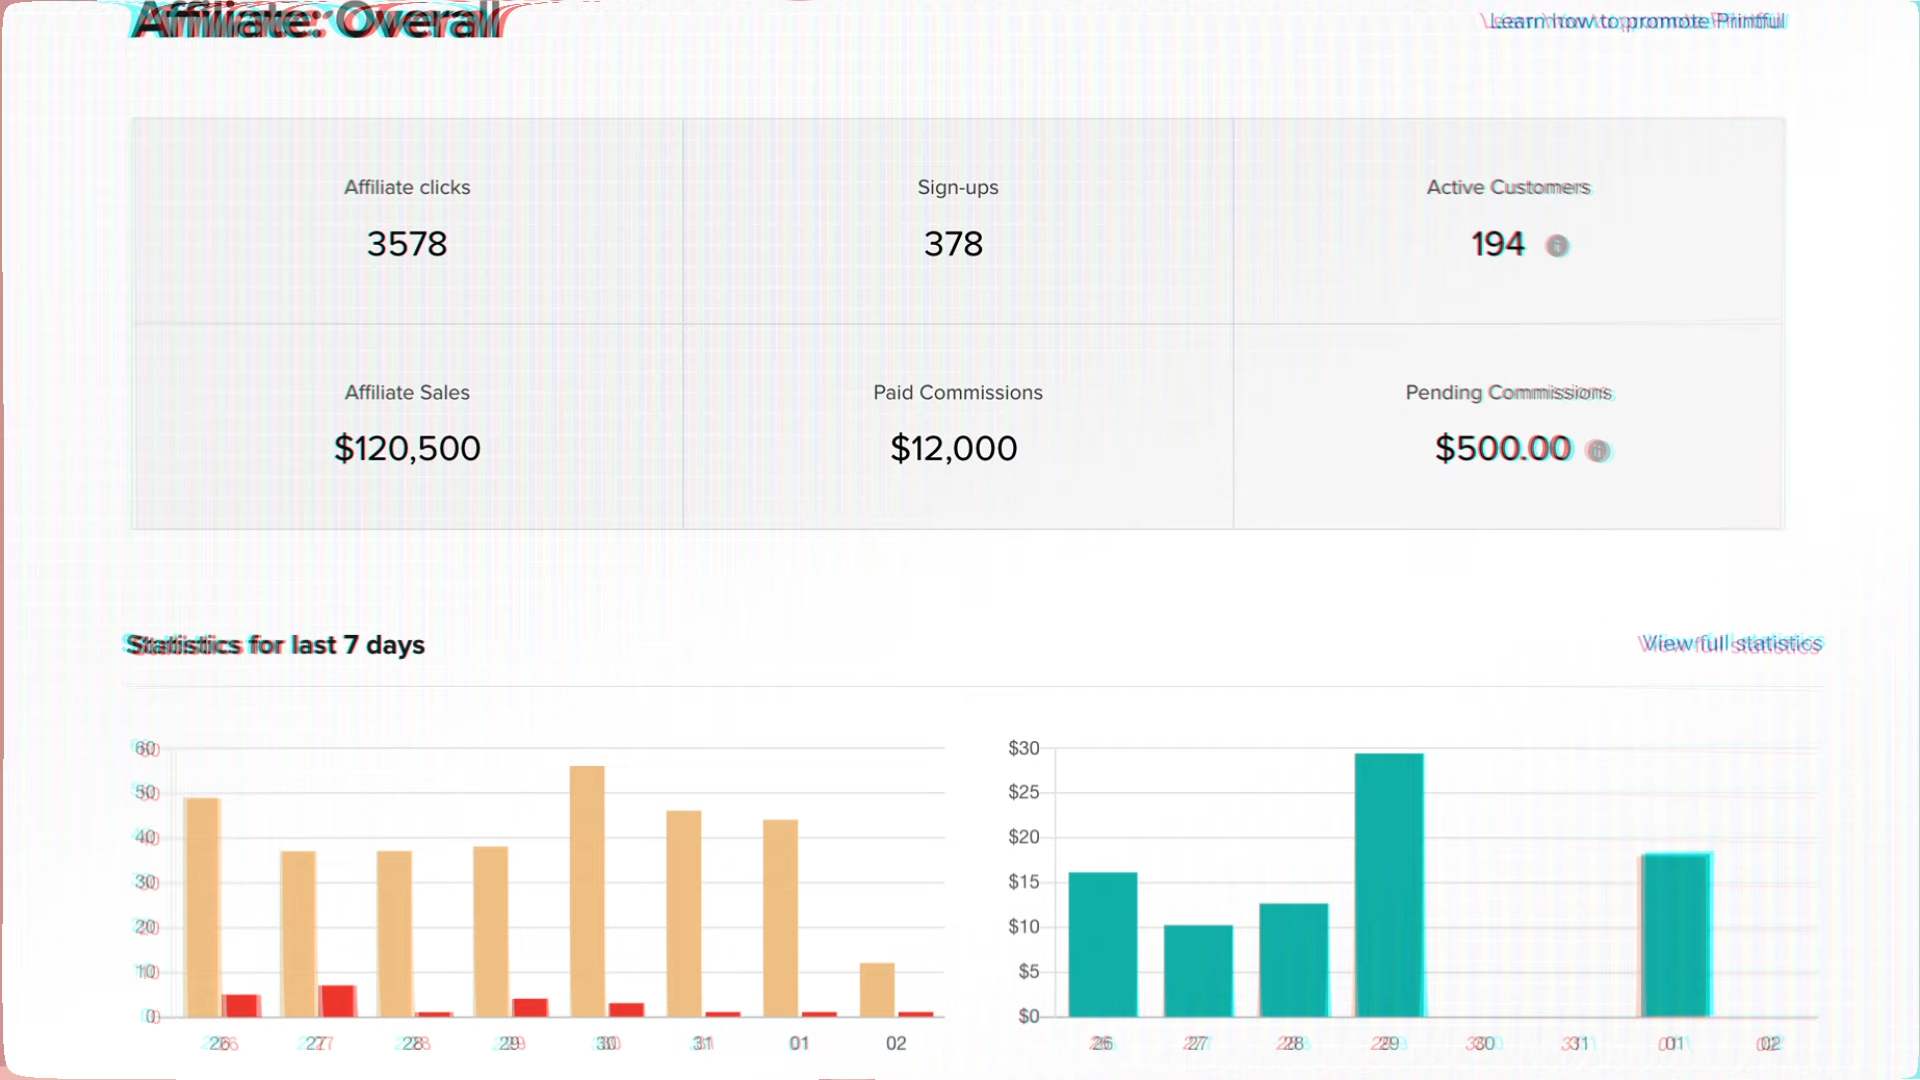 Affiliate: Overall
Learn how to promote Printful
Affiliate clicks
Sign-ups
Active Customers
3578
378
194
Affiliate Sales
Paid Commissions
Pending Commissions
$120,500
$12,000
$500.00
Statistics for last 7 days
View full statistics
60
50
40
30
20
10
0
26 27 28 29 30 31 01 02
$30
$25
$20
$15
$10
$5
$0
26 27 28 29 30 31 01 02